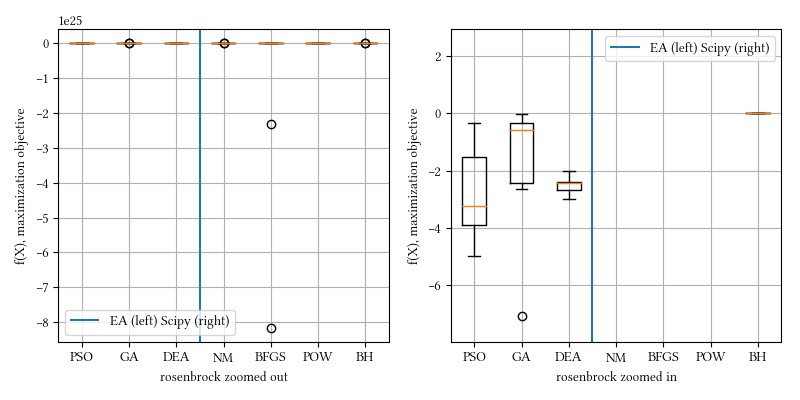 1e25
0
−1
−2
−3
−4
−5
−6
−7
−8
f(X), maximization objective
EA (left) Scipy (right)
PSO GA DEA NM BFGS POW BH
rosenbrock zoomed out
2
0
−2
−4
−6
f(X), maximization objective
EA (left) Scipy (right)
PSO GA DEA NM BFGS POW BH
rosenbrock zoomed in